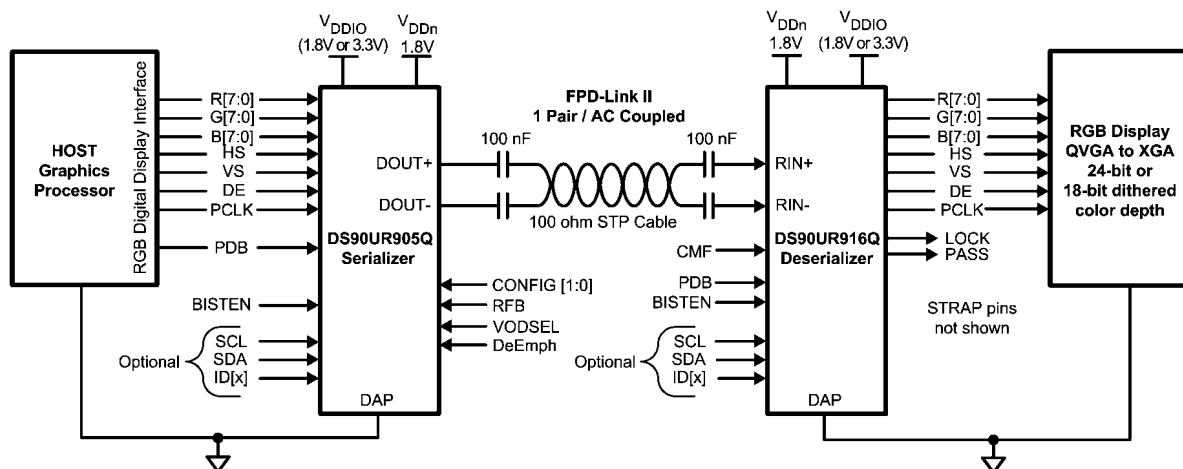 VDDIO
(1.8V or 3.3V)
VDDn
1.8V
VDDn
1.8V
VDDIO
(1.8V or 3.3V)
HOST
Graphics
Processor
RGB Digital Display Interface
R[7:0]
G[7:0]
B[7:0]
HS
VS
DE
PCLK
PDB
BISTEN
Optional
SCL
SDA
ID[x]
DOUT+
DOUT-
DS90UR905Q
Serializer
DAP
FPD-Link II
1 Pair / AC Coupled
100 nF
100 nF
100 ohm STP Cable
CONFIG [1:0]
RFB
VODSEL
DeEmph
CMF
PDB
BISTEN
Optional
SCL
SDA
ID[x]
RIN+
RIN-
DS90UR916Q
Deserializer
DAP
R[7:0]
G[7:0]
B[7:0]
HS
VS
DE
PCLK
LOCK
PASS
STRAP pins
not shown
RGB Display
QVGA to XGA
24-bit or
18-bit dithered
color depth